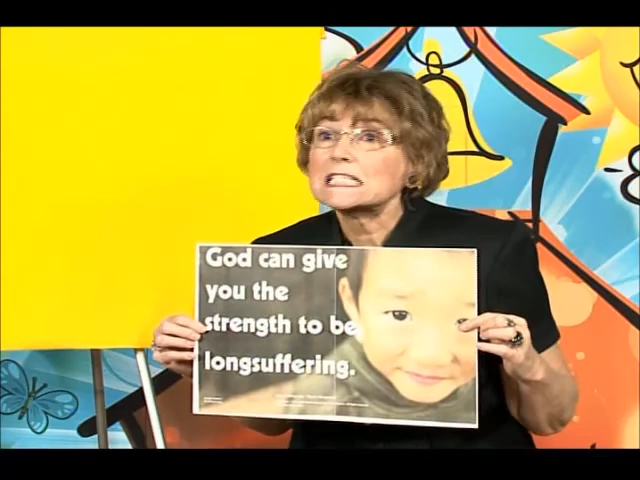 God can give
you the
strength to be
longsuffering.